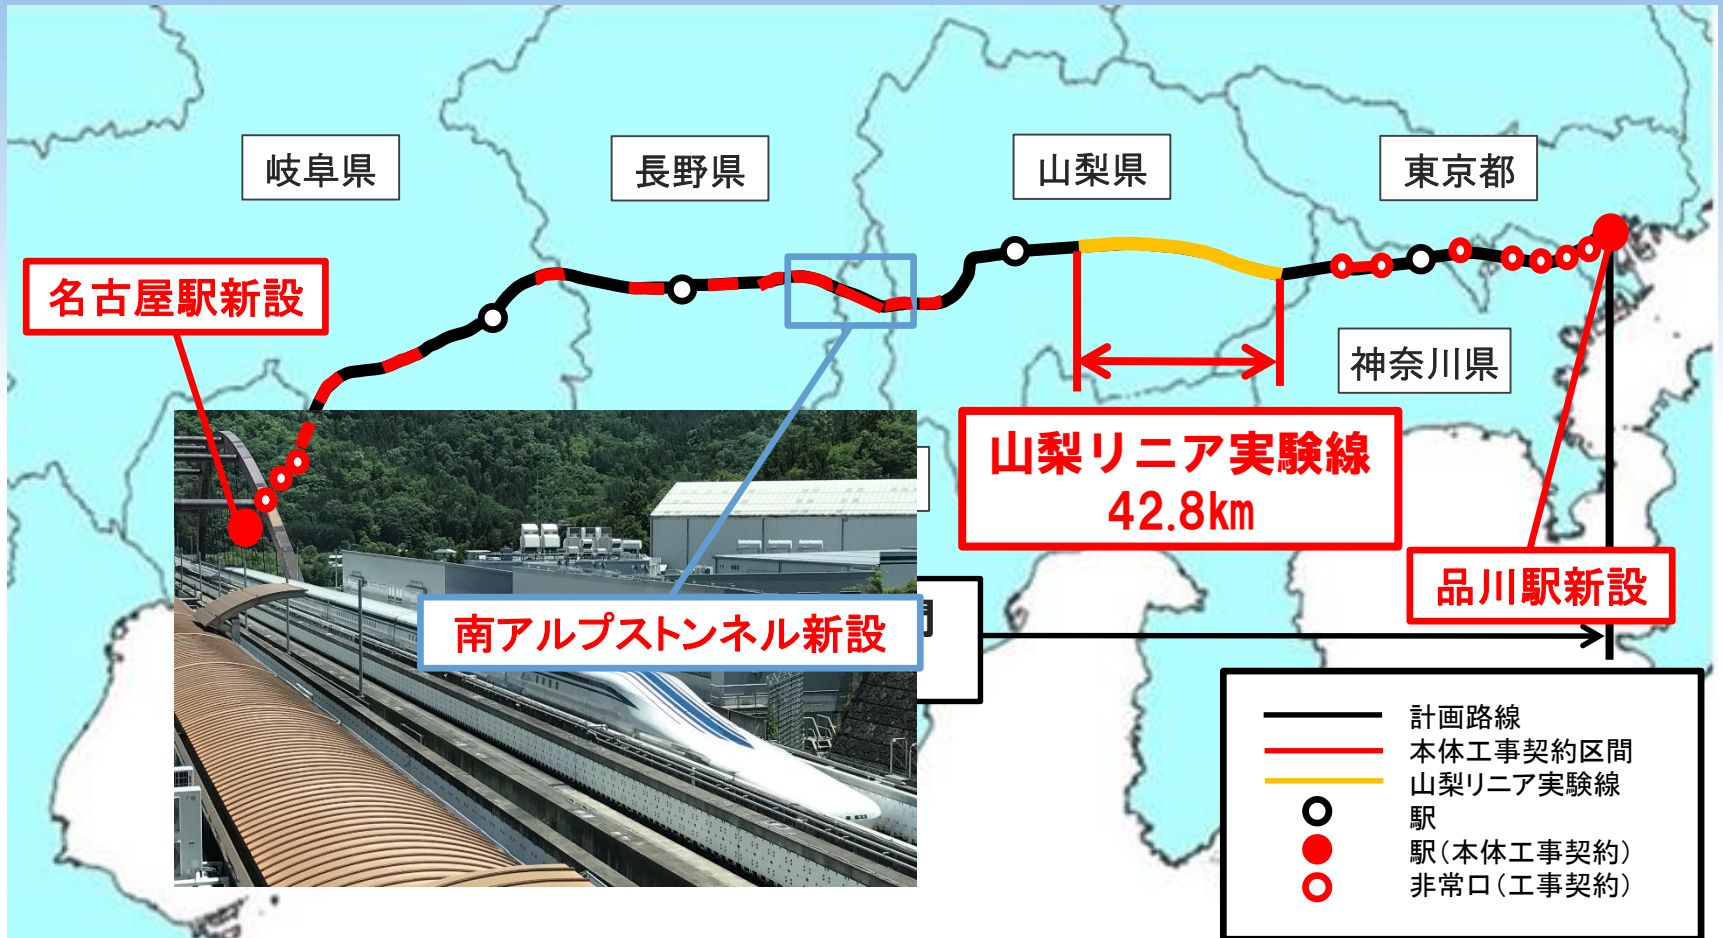 岐阜県
長野県
山梨県
東京都
名古屋駅新設
神奈川県
山梨リニア実験線
42.8km
品川駅新設
南アルプストンネル新設
計画路線
本体工事契約区間
山梨リニア実験線
駅
駅(本体工事契約)
非常口(工事契約)